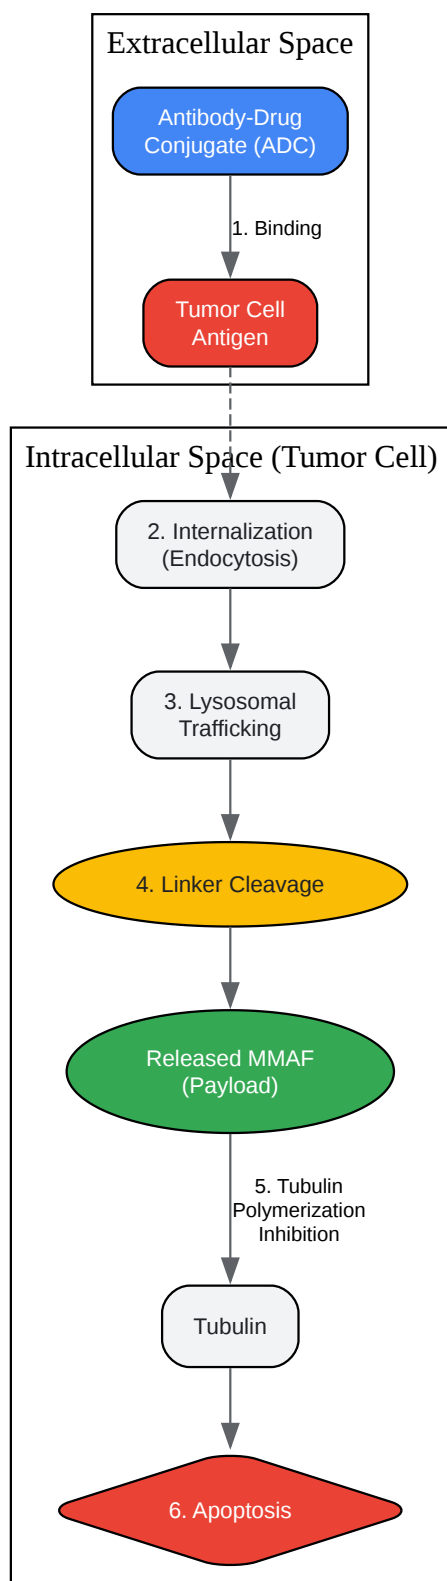 Extracellular Space
Antibody-Drug
Conjugate (ADC)
1. Binding
Tumor Cell
Antigen
Intracellular Space (Tumor Cell)
2. Internalization
(Endocytosis)
3. Lysosomal
Trafficking
4. Linker Cleavage
Released MMAF
(Payload)
5. Tubulin
Polymerization
Inhibition
Tubulin
6. Apoptosis